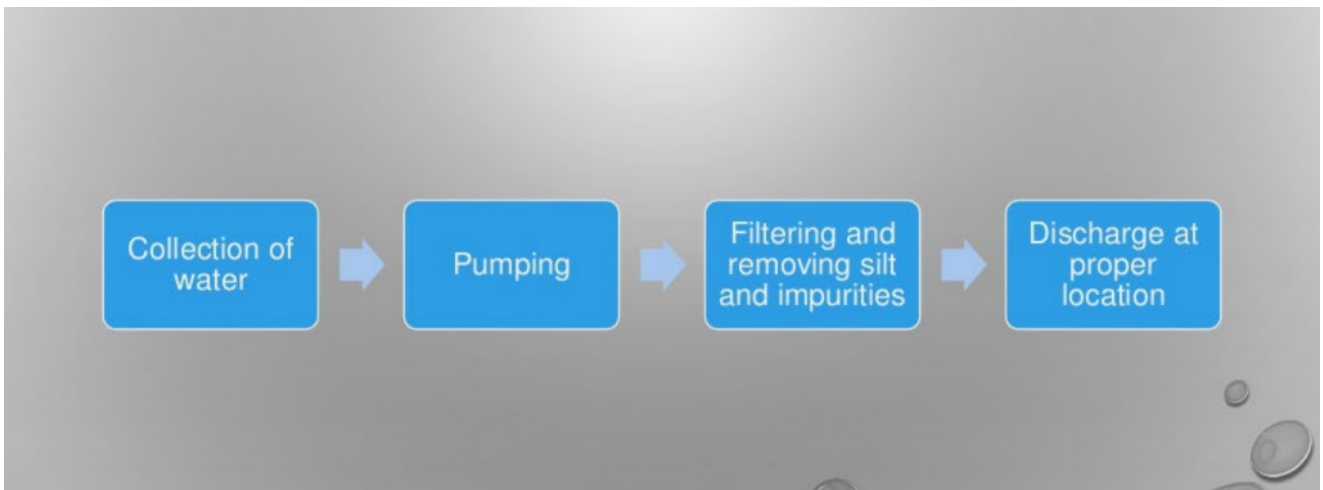 Collection of
water
Pumping
Filtering and
removing silt
and impurities
Discharge at
proper
location